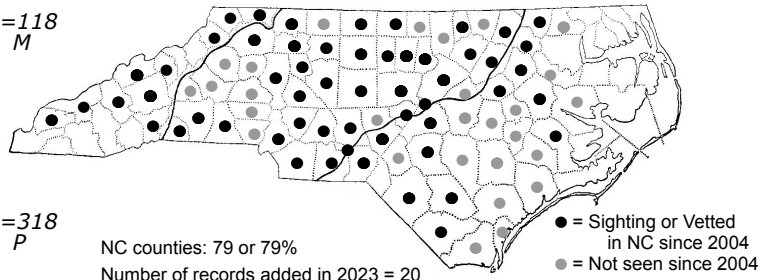 =118
M
=318
P
NC counties: 79 or 79%
Number of records added in 2023 = 20
● = Sighting or Vetted
in NC since 2004
● = Not seen since 2004